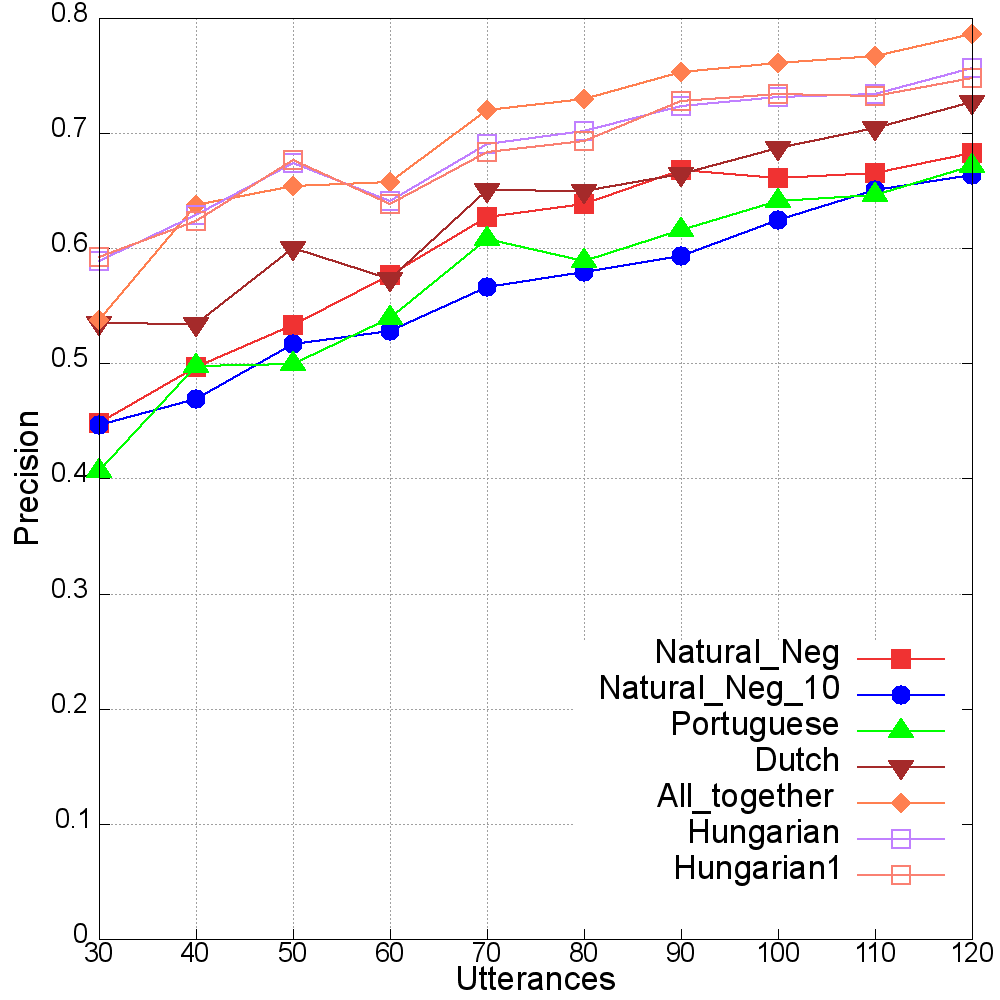 0.8
0.7
0.6
0.5
0.4
0.3
0.2
0.1
0
Precision
Natural_Neg
Natural_Neg_10
Portuguese
Dutch
All_together
Hungarian
Hungarian1
30 40 50 60 70 80 90 100 110 120
Utterances